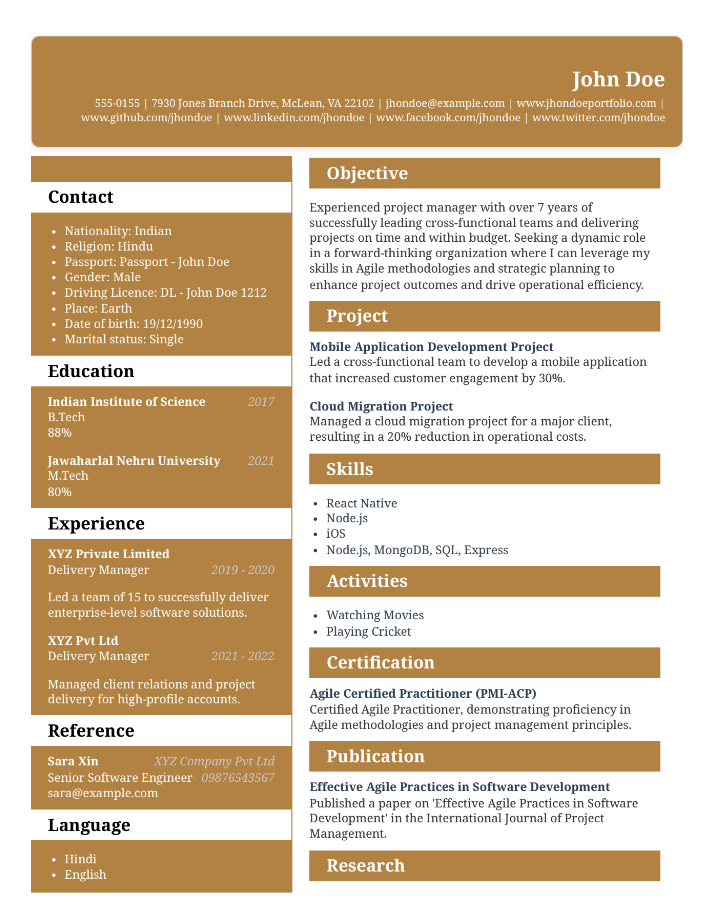 John Doe
555-0155 | 7930 Jones Branch Drive, McLean, VA 22102 | jhondoe@example.com | www.jhondoeportfolio.com |
www.github.com/jhondoe | www.linkedin.com/jhondoe | www.facebook.com/jhondoe | www.twitter.com/jhondoe
Contact
• Nationality: Indian
• Religion: Hindu
• Passport: Passport - John Doe
• Gender: Male
• Driving Licence: DL - John Doe 1212
• Place: Earth
• Date of birth: 19/12/1990
• Marital status: Single
Education
Indian Institute of Science 2017
B.Tech
88%
Jawaharlal Nehru University 2021
M.Tech
80%
Experience
XYZ Private Limited
Delivery Manager 2019 - 2020
Led a team of 15 to successfully deliver
enterprise-level software solutions.
XYZ Pvt Ltd
Delivery Manager 2021 - 2022
Managed client relations and project
delivery for high-profile accounts.
Reference
Sara Xin XYZ Company Pvt Ltd
Senior Software Engineer 09876543567
sara@example.com
Language
• Hindi
• English
Objective
Experienced project manager with over 7 years of
successfully leading cross-functional teams and delivering
projects on time and within budget. Seeking a dynamic role
in a forward-thinking organization where I can leverage my
skills in Agile methodologies and strategic planning to
enhance project outcomes and drive operational efficiency.
Project
Mobile Application Development Project
Led a cross-functional team to develop a mobile application
that increased customer engagement by 30%.
Cloud Migration Project
Managed a cloud migration project for a major client,
resulting in a 20% reduction in operational costs.
Skills
• React Native
• Node.js
• iOS
• Node.js, MongoDB, SQL, Express
Activities
• Watching Movies
• Playing Cricket
Certification
Agile Certified Practitioner (PMI-ACP)
Certified Agile Practitioner, demonstrating proficiency in
Agile methodologies and project management principles.
Publication
Effective Agile Practices in Software Development
Published a paper on 'Effective Agile Practices in Software
Development' in the International Journal of Project
Management.
Research